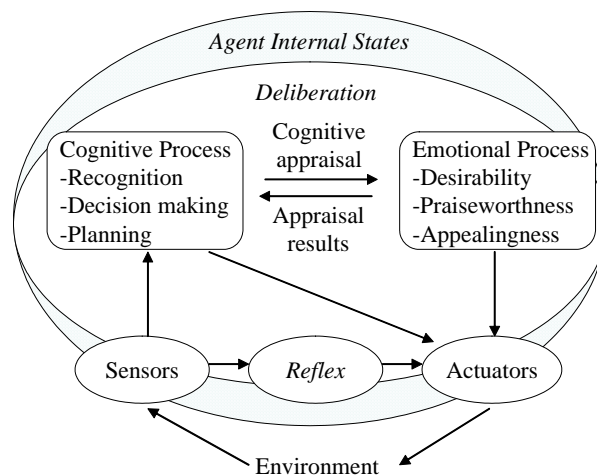 Agent Internal States
Deliberation
Cognitive Process
-Recognition
-Decision making
-Planning
Cognitive
appraisal
Appraisal
results
Emotional Process
-Desirability
-Praiseworthness
-Appealingness
Sensors
Reflex
Actuators
Environment